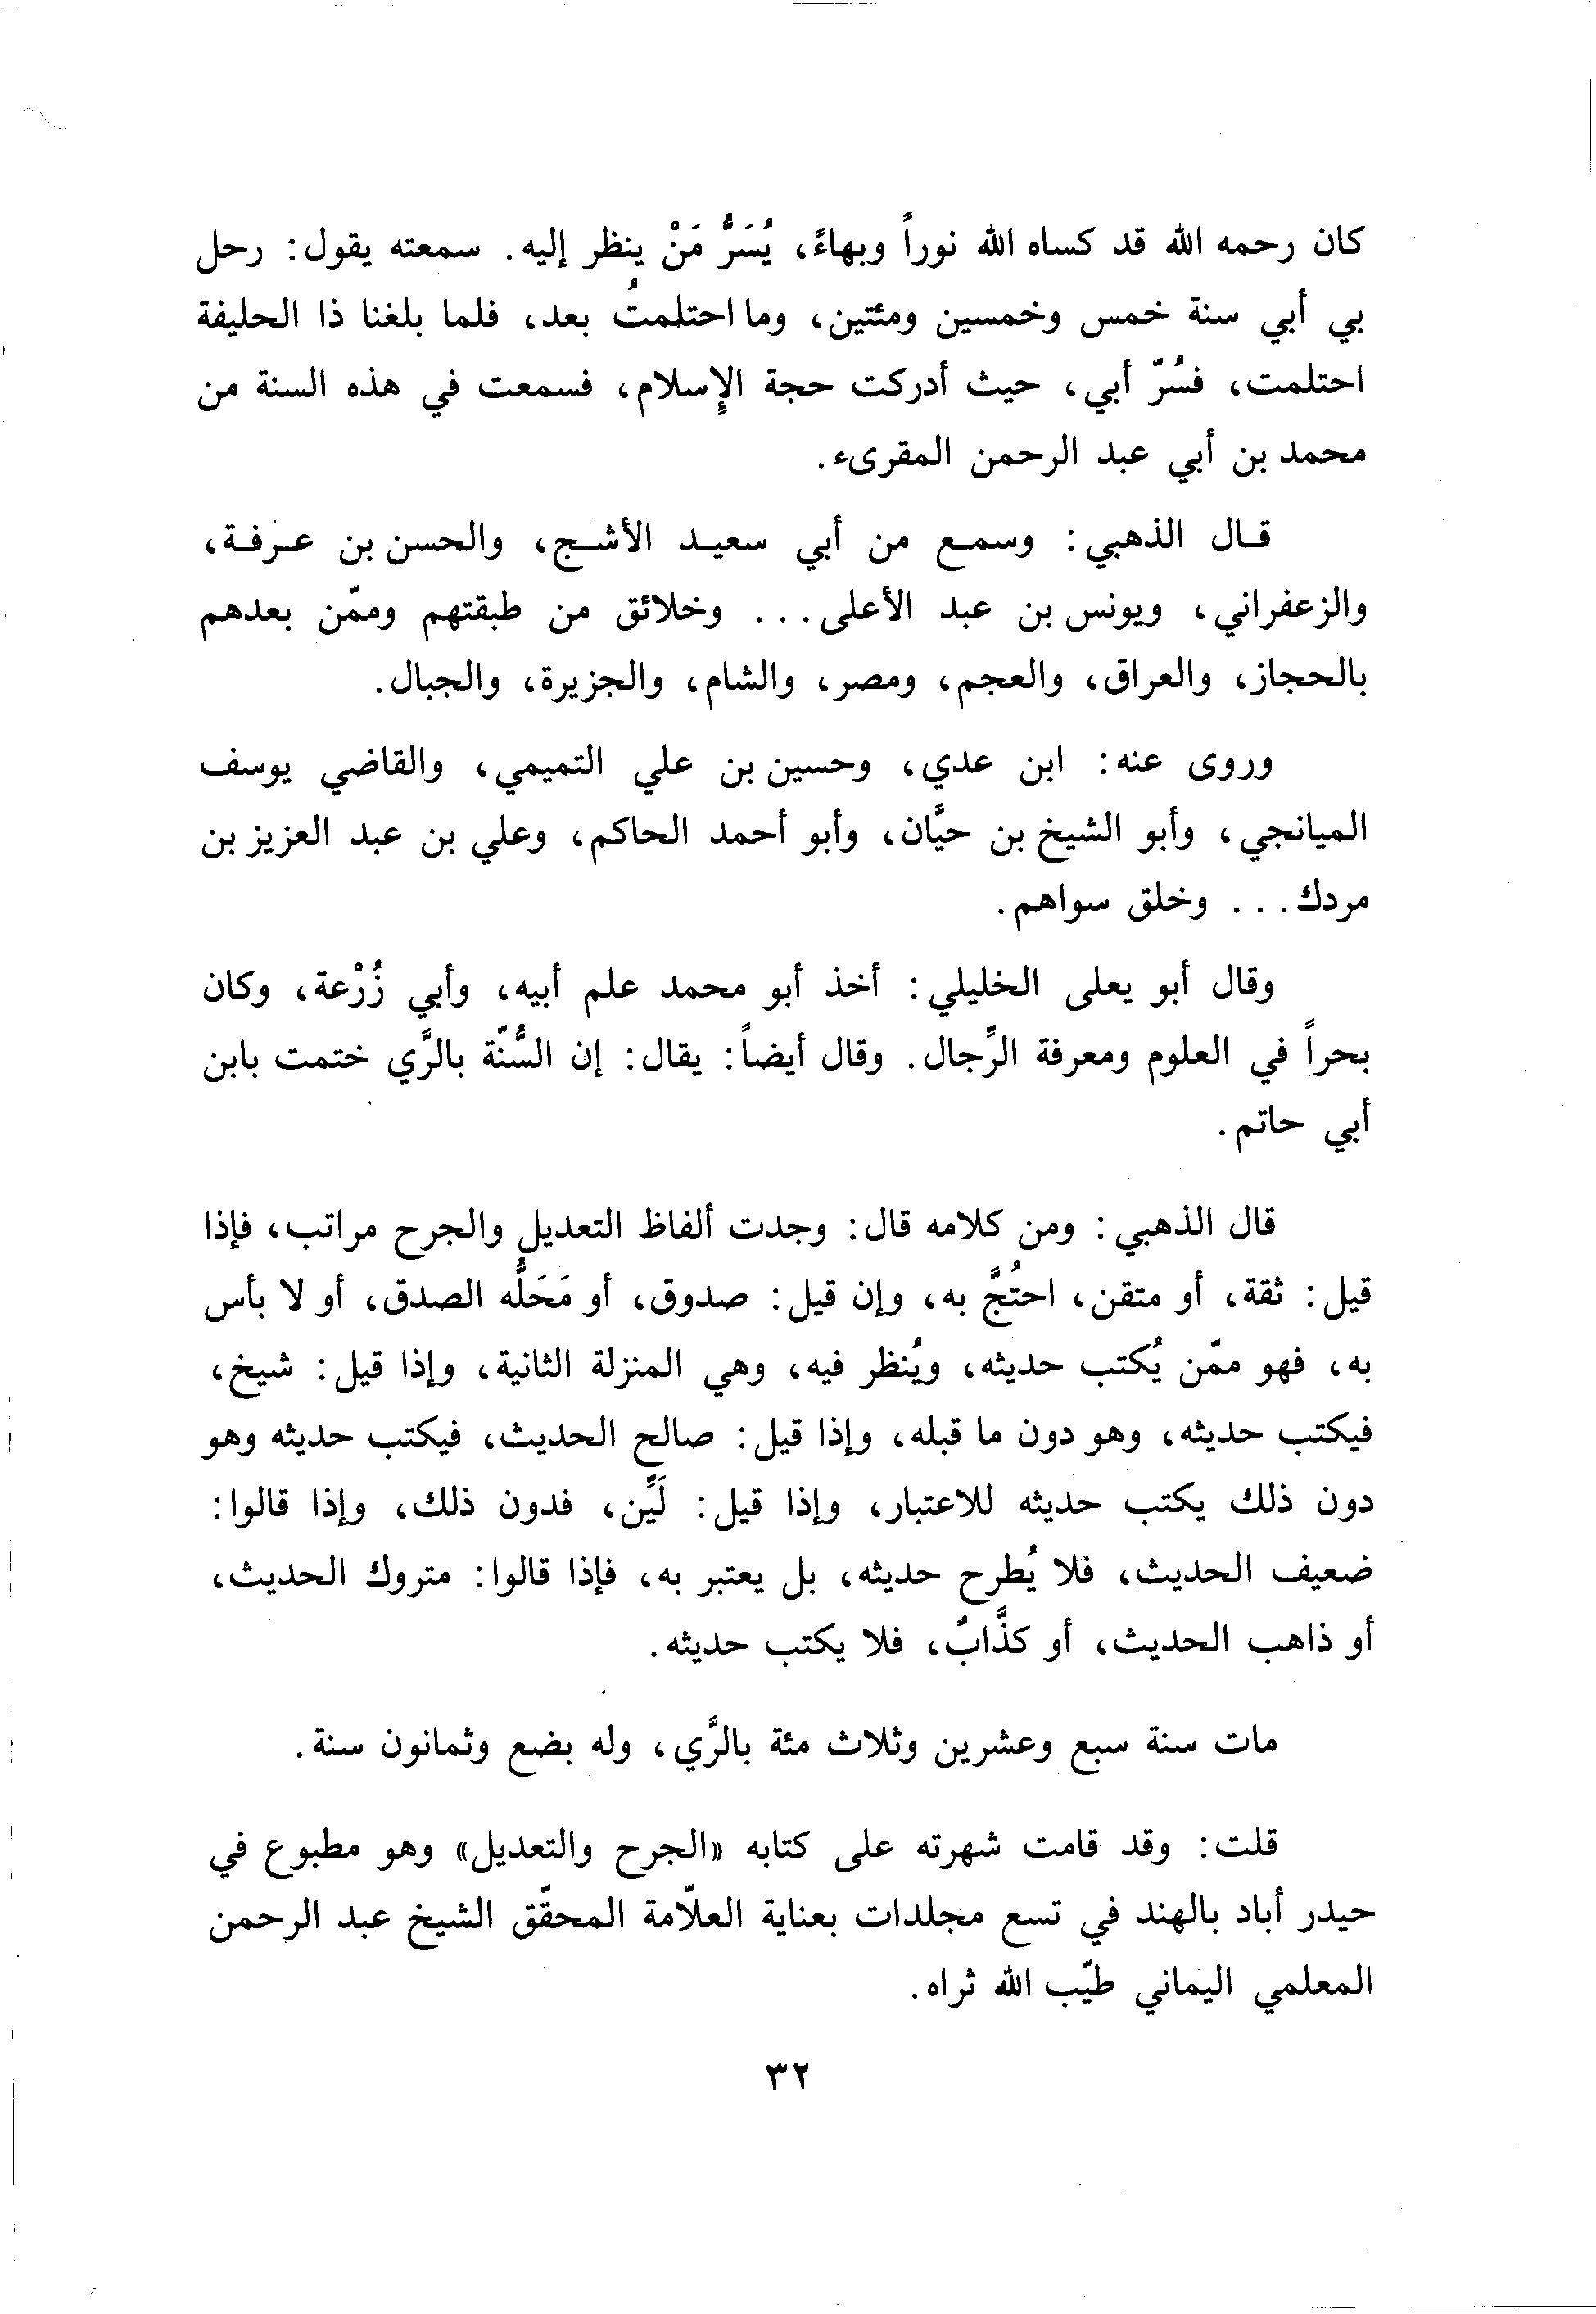 كان رحمه الله قد كساه الله نوراً وبهاءً، يُسَرُّ مَنْ ينظر إليه. سمعته يقول: رحل
بي أبي سنة خمس وخمسين ومئتين، وما احتلمتُ بعد، فلما بلغنا ذا الحليفة
احتلمت، فسُرّ أبي، حيث أدركت حجة الإسلام، فسمعت في هذه السنة من
محمد بن أبي عبد الرحمن المقرىء.
قـال الذهبي: وسمـع من أبي سعيـد الأشـج، والحسن بن عـرفـة،
والزعفراني، ويونس بن عبد الأعلى... وخلائق من طبقتهم وممّن بعدهم
بالحجاز، والعراق، والعجم، ومصر، والشام، والجزيرة، والجبال.
وروى عنه: ابن عدي، وحسين بن علي التميمي، والقاضي يوسف
الميانجي، وأبو الشيخ بن حيَّان، وأبو أحمد الحاكم، وعلي بن عبد العزيز بن
مردك... وخلق سواهم.
وقال أبو يعلى الخليلي: أخذ أبو محمد علم أبيه، وأبي زُرْعة، وكان
بحراً في العلوم ومعرفة الرِّجال. وقال أيضاً: يقال: إن السُّنّة بالرَّي ختمت بابن
أبي حاتم.
قال الذهبي: ومن كلامه قال: وجدت ألفاظ التعديل والجرح مراتب، فإذا
قيل: ثقة، أو متقن، احتُجَّ به، وإن قيل: صدوق، أو مَحَلُّه الصدق، أو لا بأس
به، فهو ممّن يُكتب حديثه، ويُنظر فيه، وهي المنزلة الثانية، وإذا قيل: شيخ،
فيكتب حديثه، وهو دون ما قبله، وإذا قيل: صالح الحديث، فيكتب حديثه وهو
دون ذلك يكتب حديثه للاعتبار، وإذا قيل: لَيِّن، فدون ذلك، وإذا قالوا:
ضعيف الحديث، فلا يُطرح حديثه، بل يعتبر به، فإذا قالوا: متروك الحديث،
أو ذاهب الحديث، أو كذَّابٌ، فلا يكتب حديثه.
مات سنة سبع وعشرين وثلاث مئة بالرَّي، وله بضع وثمانون سنة.
قلت: وقد قامت شهرته على كتابه «الجرح والتعديل» وهو مطبوع في
حيدر أباد بالهند في تسع مجلدات بعناية العلاّمة المحقّق الشيخ عبد الرحمن
المعلمي اليماني طيّب الله ثراه.
٣٢